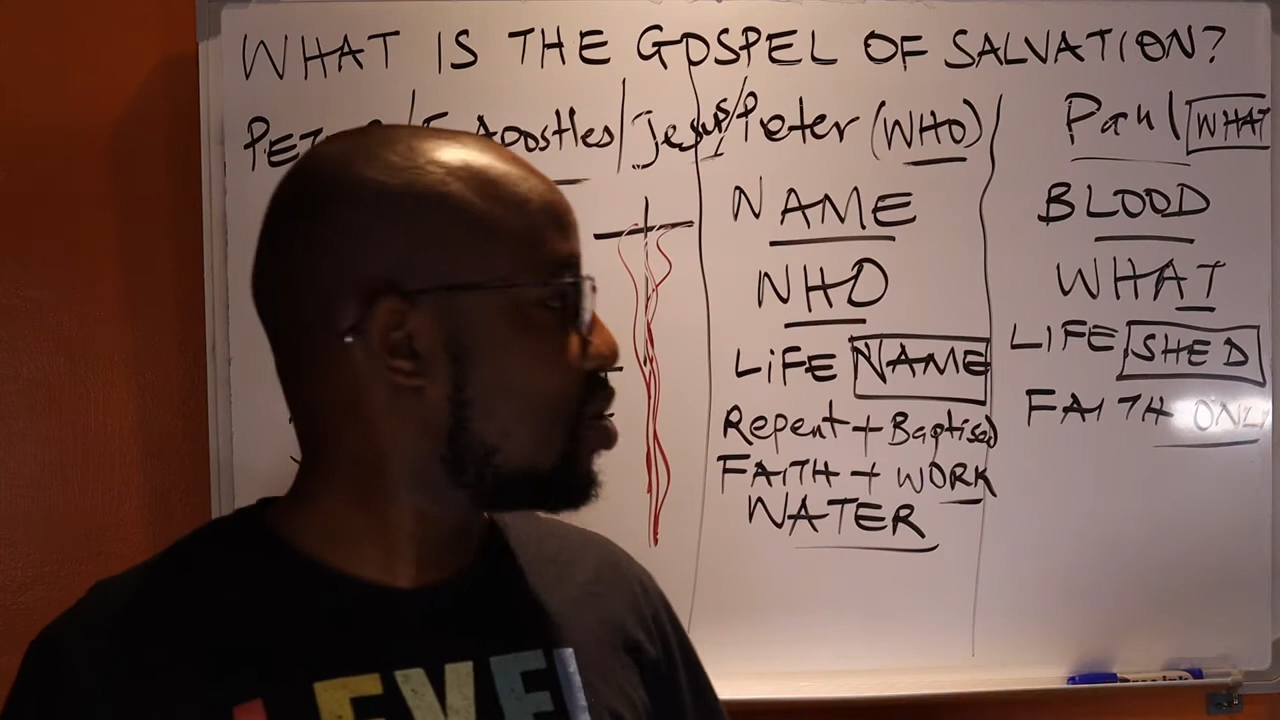 WHAT IS THE GOSPEL OF SALVATION?
Apostles/Jesus/Peter (WHO)
Paul WHAT
NAME
WHO
LIFE NAME
Repent + Baptised
FAITH + WORK
WATER
BLOOD
WHAT
LIFE SHED
FAITH ONLY
LEVEL